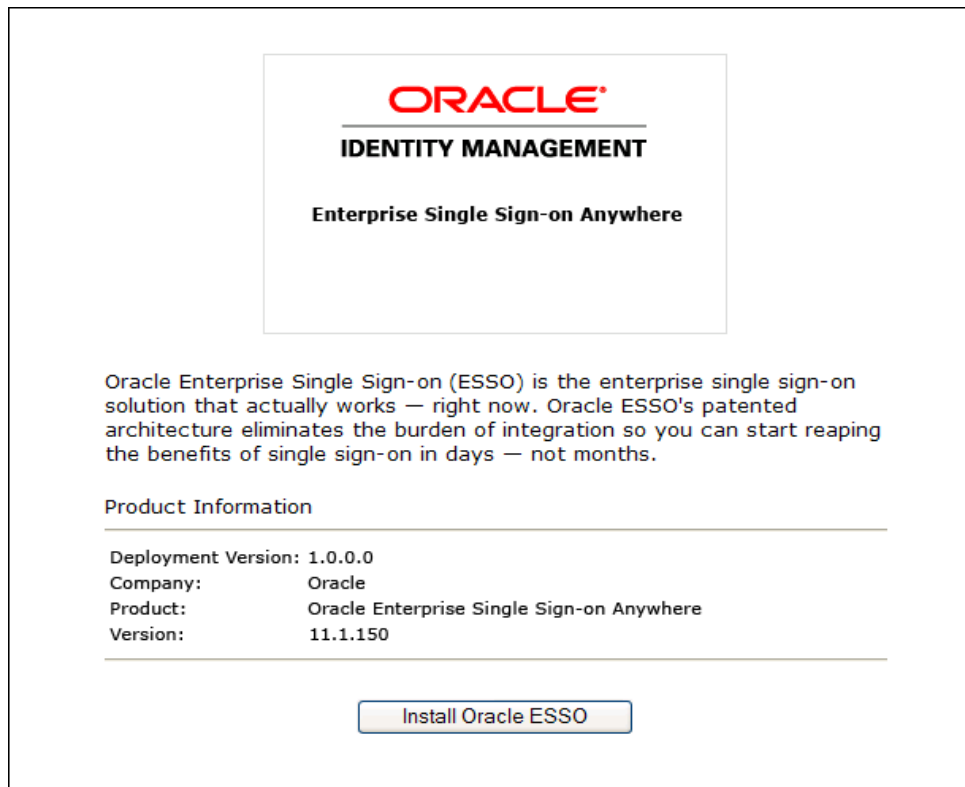 ORACLE®
IDENTITY MANAGEMENT
Enterprise Single Sign-on Anywhere
Oracle Enterprise Single Sign-on (ESSO) is the enterprise single sign-on
solution that actually works — right now. Oracle ESSO's patented
architecture eliminates the burden of integration so you can start reaping
the benefits of single sign-on in days — not months.
Product Information
Deployment Version: 1.0.0.0
Company: Oracle
Product: Oracle Enterprise Single Sign-on Anywhere
Version: 11.1.150
Install Oracle ESSO